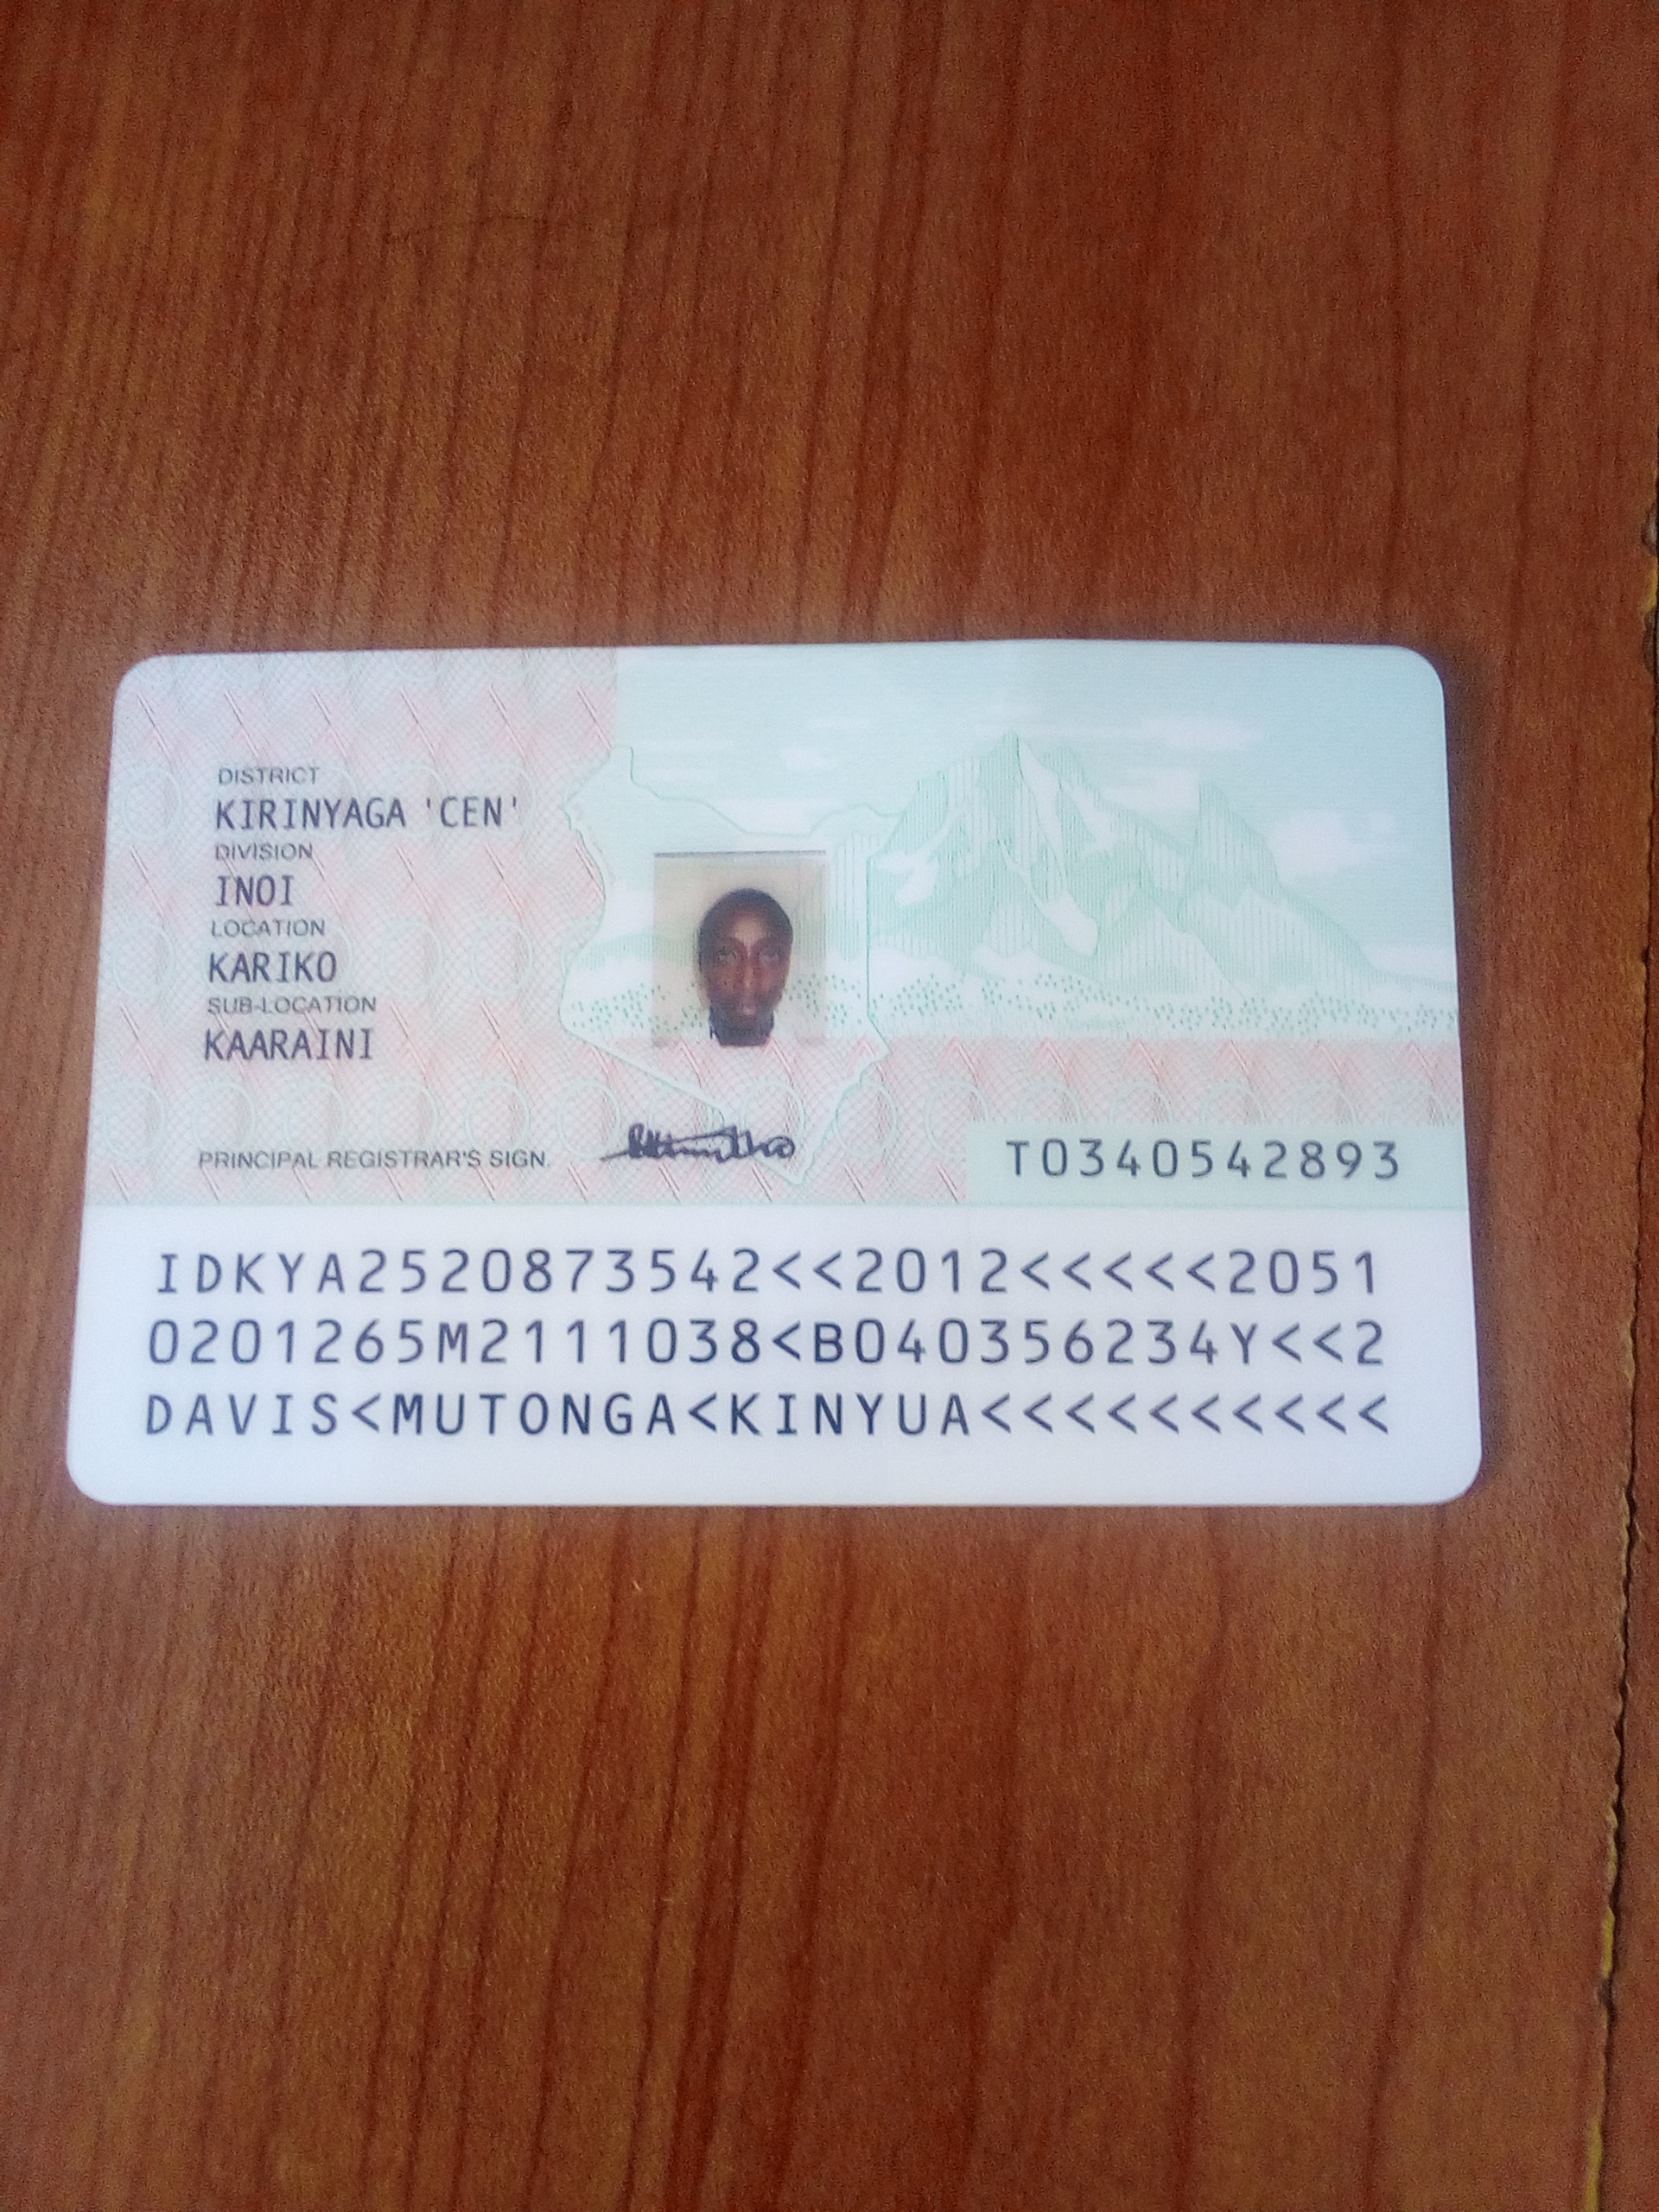 DISTRICT
KIRINYAGA 'CEN'
DIVISION
INOI
LOCATION
KARIKO
SUB-LOCATION
KAARAINI
PRINCIPAL REGISTRAR'S SIGN.
T0340542893
IDKYA2520873542<<2012<<<<<2051
0201265M2111038<B040356234Y<<2
DAVIS<MUTONGA<KINYUA<<<<<<<<<<